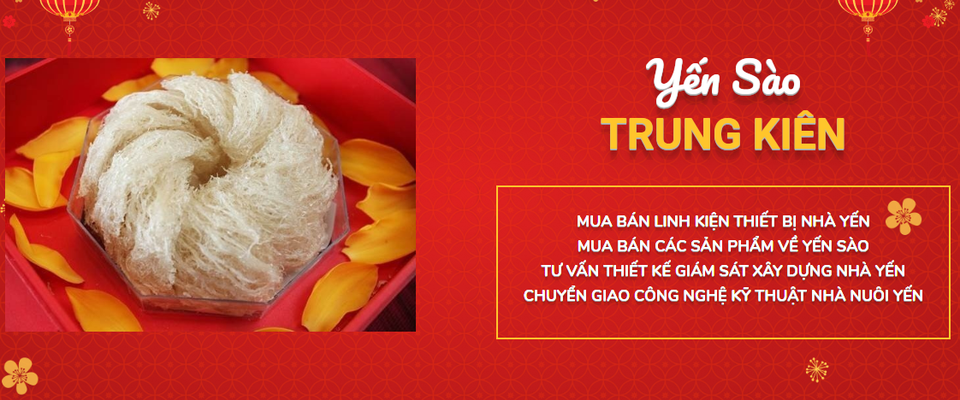 Yến Sào
TRUNG KIÊN
MUA BÁN LINH KIỆN THIẾT BỊ NHÀ YẾN
MUA BÁN CÁC SẢN PHẨM VỀ YẾN SÀO
TƯ VẤN THIẾT KẾ GIÁM SÁT XÂY DỰNG NHÀ YẾN
CHUYỂN GIAO CÔNG NGHỆ KỸ THUẬT NHÀ NUÔI YẾN